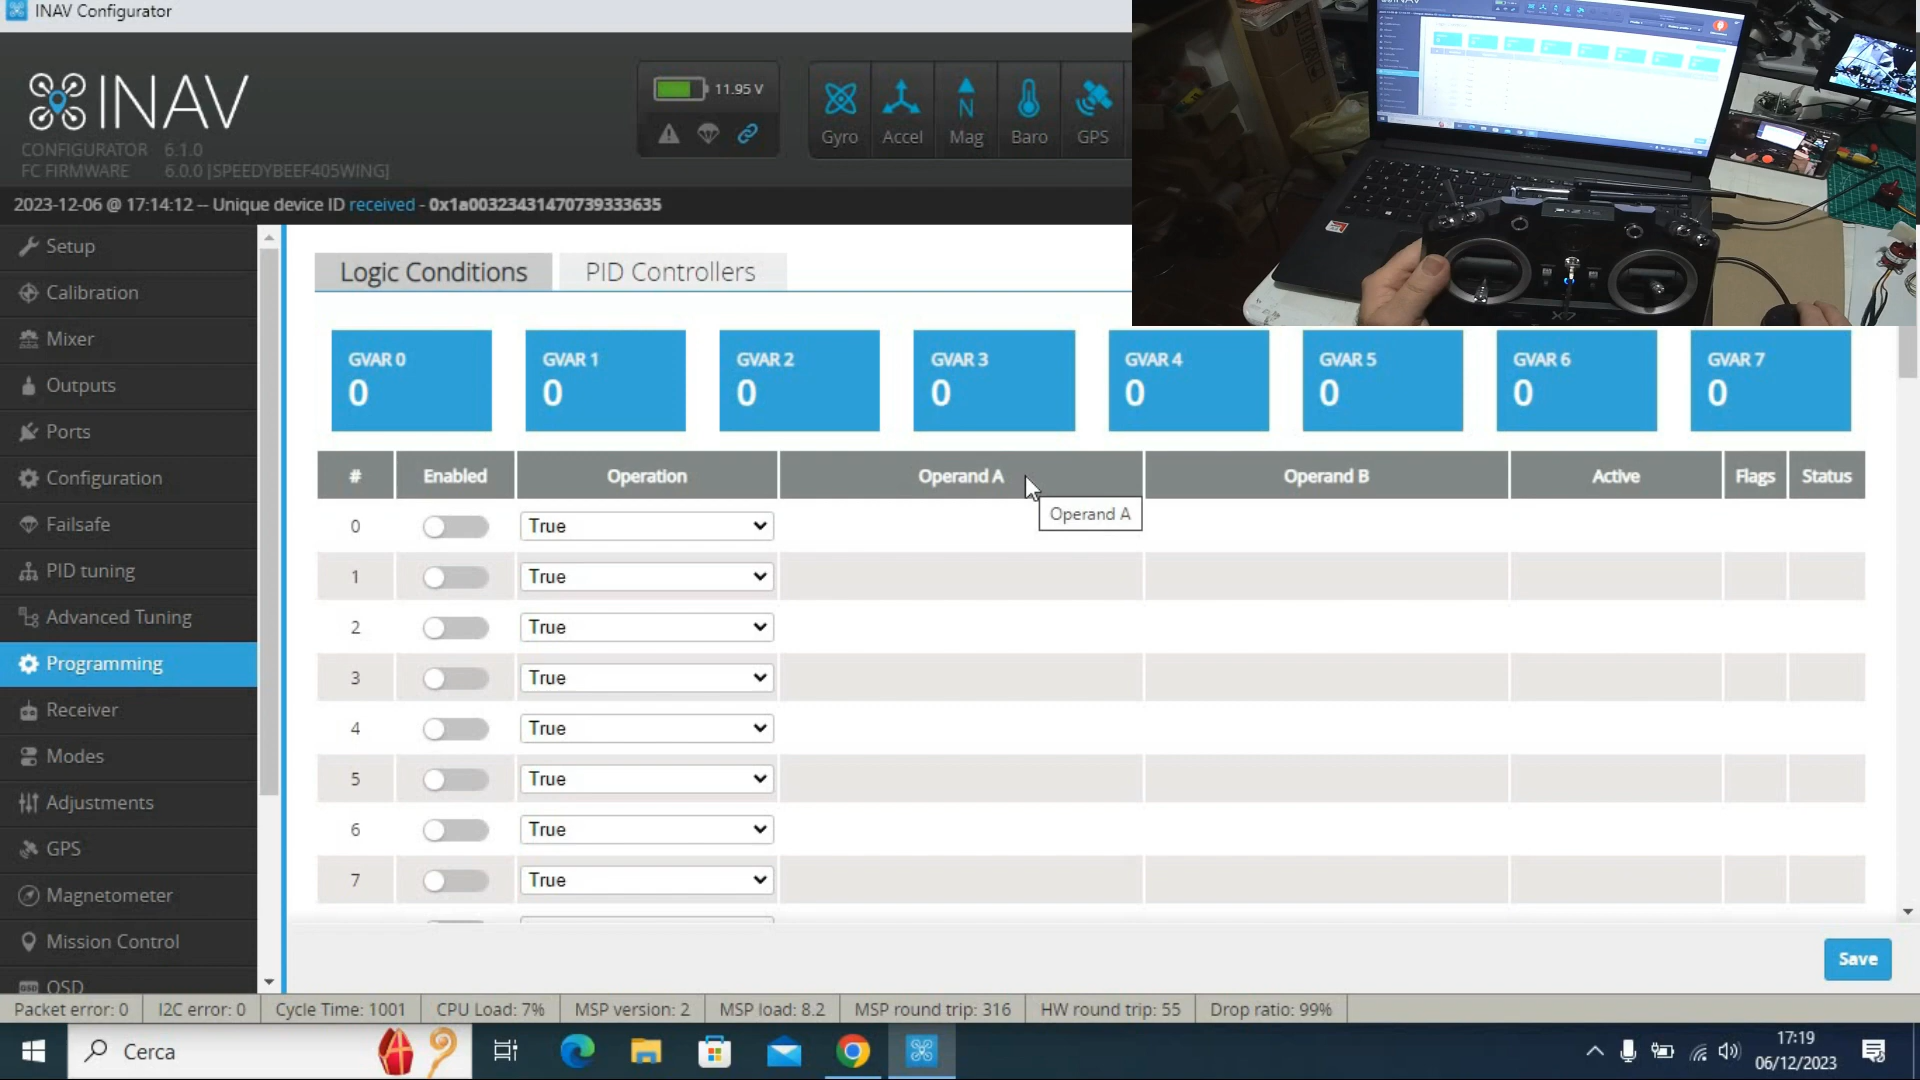 INAV Configurator
INAV
CONFIGURATOR 6.1.0
FC FIRMWARE 6.0.0 [SPEEDYBEEF405WING]
11.95 V
Gyro
Accel
Mag
Baro
GPS
2023-12-06 @ 17:14:12 -- Unique device ID received - 0x1a00323431470739333635
Setup
Calibration
Mixer
Outputs
Ports
Configuration
Failsafe
PID tuning
Advanced Tuning
Programming
Receiver
Modes
Adjustments
GPS
Magnetometer
Mission Control
OSD
Logic Conditions
PID Controllers
GVAR 0
0
GVAR 1
0
GVAR 2
0
GVAR 3
0
GVAR 4
0
GVAR 5
0
GVAR 6
0
GVAR 7
0
# Enabled Operation Operand A Operand B Active Flags Status
Operand A
0 True
1 True
2 True
3 True
4 True
5 True
6 True
7 True
Save
Packet error: 0
I2C error: 0
Cycle Time: 1001
CPU Load: 7%
MSP version: 2
MSP load: 8.2
MSP round trip: 316
HW round trip: 55
Drop ratio: 99%
Cerca
17:19
06/12/2023